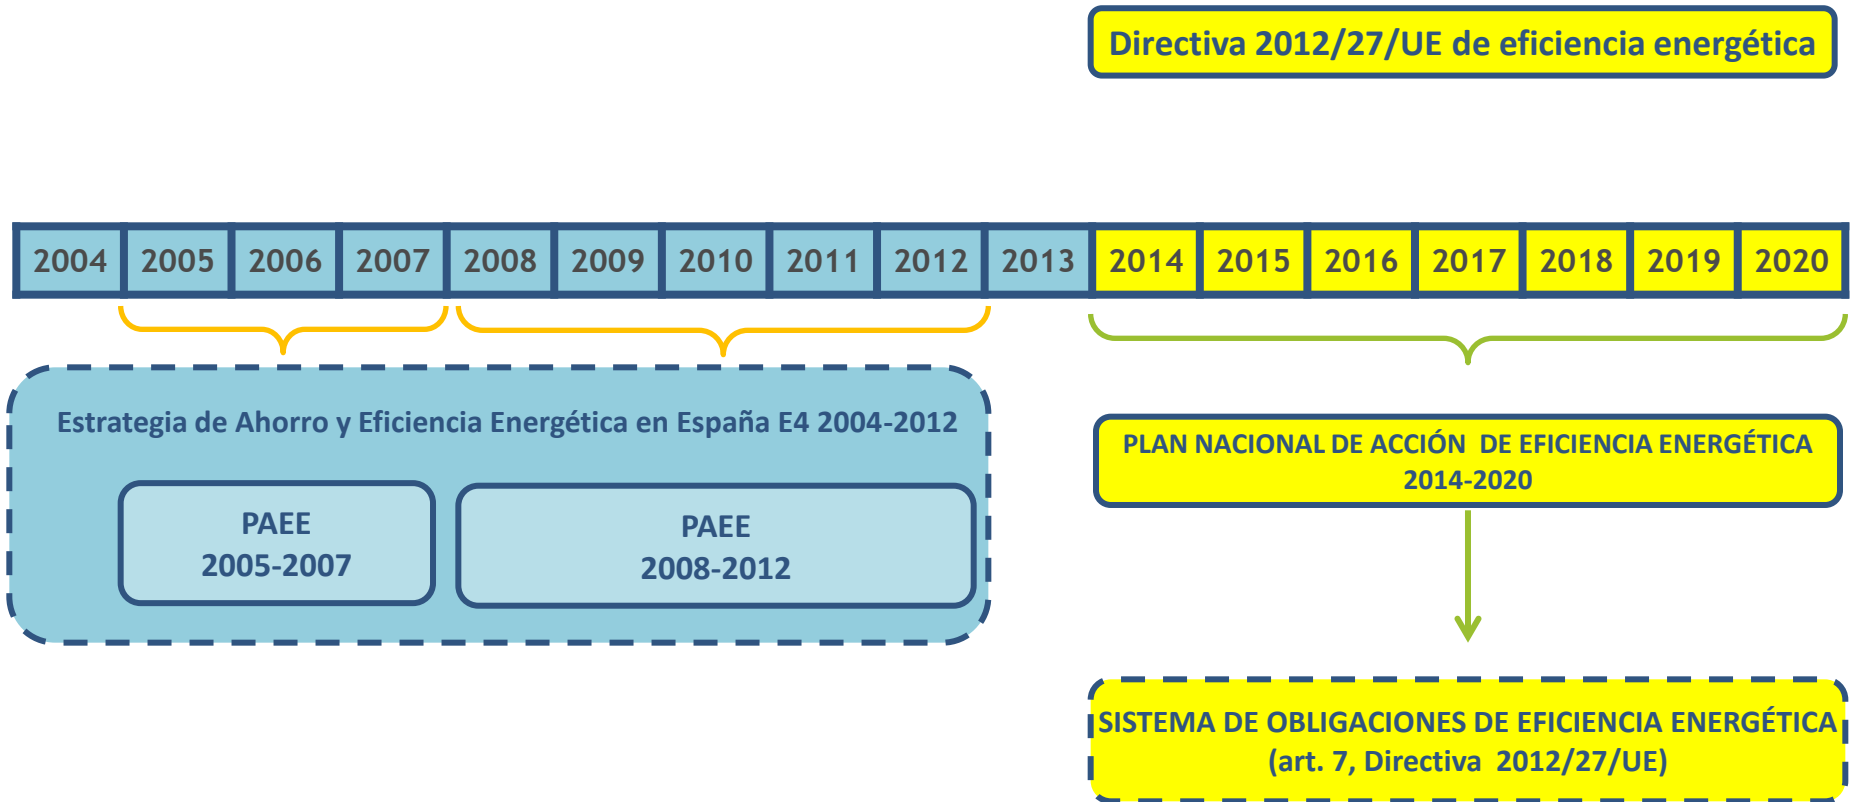 Directiva 2012/27/UE de eficiencia energética
2004 2005 2006 2007 2008 2009 2010 2011 2012 2013 2014 2015 2016 2017 2018 2019 2020
Estrategia de Ahorro y Eficiencia Energética en España E4 2004-2012
PAEE
2005-2007
PAEE
2008-2012
PLAN NACIONAL DE ACCIÓN DE EFICIENCIA ENERGÉTICA
2014-2020
SISTEMA DE OBLIGACIONES DE EFICIENCIA ENERGÉTICA
(art. 7, Directiva 2012/27/UE)